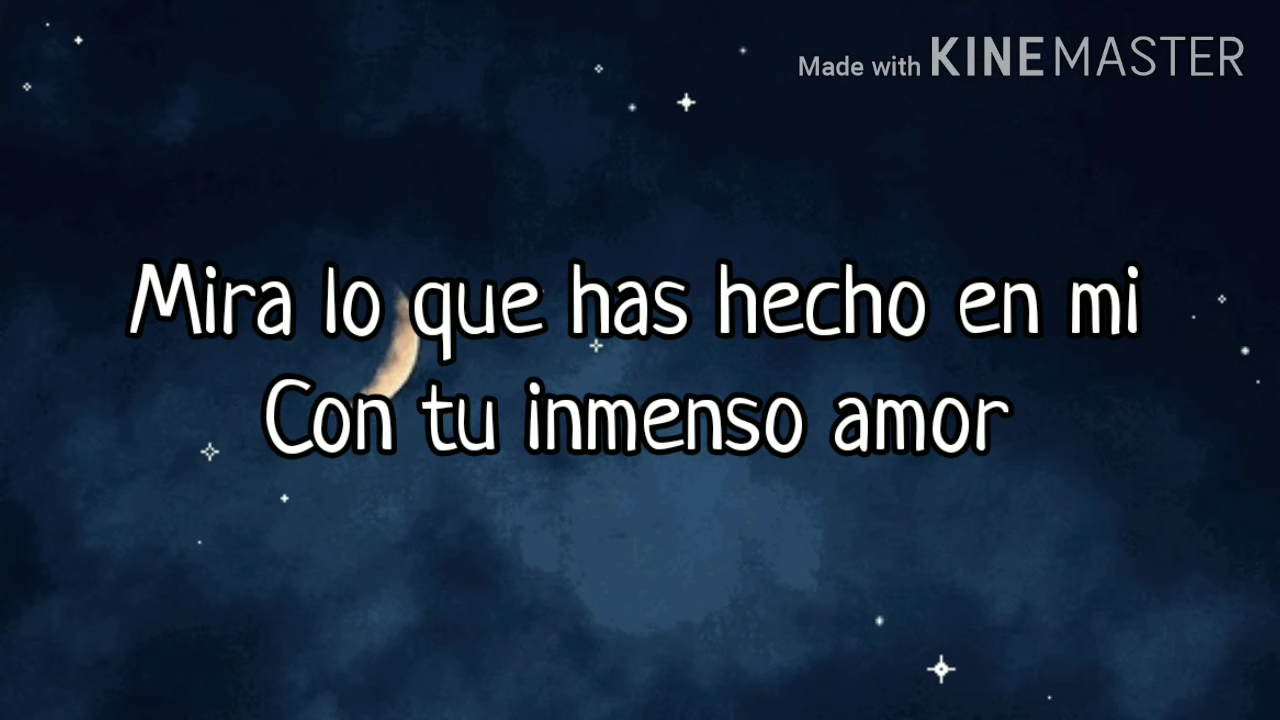 Made with KINEMASTER
Mira lo que has hecho en mi
Con tu inmenso amor